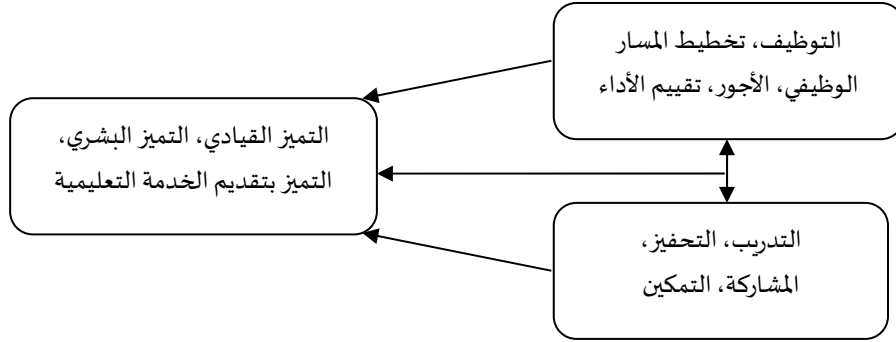 التوظيف، تخطيط المسار
الوظيفي، الأجور، تقييم الأداء
التميز القيادي، التميز البشري،
التميز بتقديم الخدمة التعليمية
التدريب، التحفيز،
المشاركة، التمكين